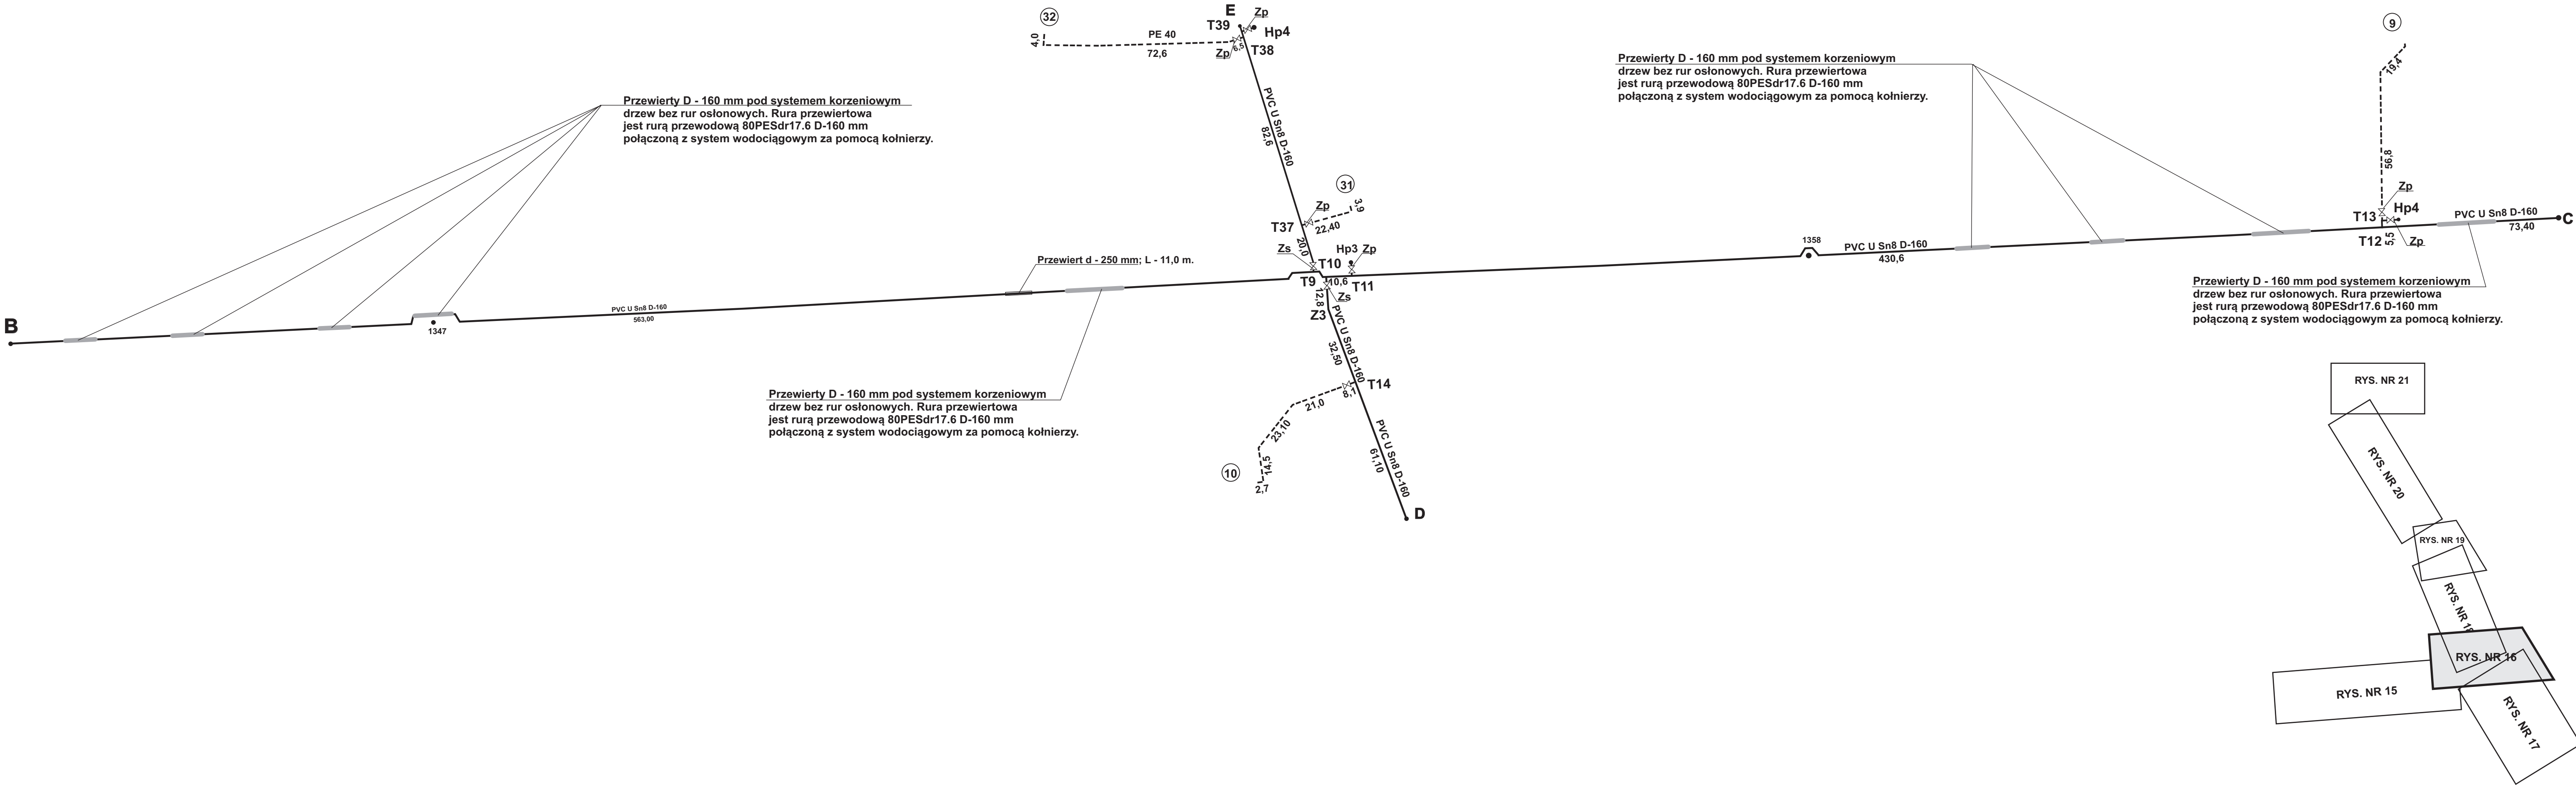 32
4,0
PE 40
72,6
E
T39
Zp
Hp4
6,5
Zp
T38
PVC U Sn8 D-160
82,6
Przewierty D - 160 mm pod systemem korzeniowym
drzew bez rur osłonowych. Rura przewiertowa
jest rurą przewodową 80PESdr17.6 D-160 mm
połączoną z system wodociągowym za pomocą kołnierzy.
Przewierty D - 160 mm pod systemem korzeniowym
drzew bez rur osłonowych. Rura przewiertowa
jest rurą przewodową 80PESdr17.6 D-160 mm
połączoną z system wodociągowym za pomocą kołnierzy.
9
19,4
56,8
Zp
Hp4
T13
T12
5,5
Zp
PVC U Sn8 D-160
73,40
C
31
3,9
Zp
T37
22,40
20,0
Zs
Hp3
Zp
T10
T9
10,6
T11
12,8
Zs
Z3
1358
PVC U Sn8 D-160
430,6
Przewiert d - 250 mm; L - 11,0 m.
B
1347
PVC U Sn8 D-160
563,00
Przewierty D - 160 mm pod systemem korzeniowym
drzew bez rur osłonowych. Rura przewiertowa
jest rurą przewodową 80PESdr17.6 D-160 mm
połączoną z system wodociągowym za pomocą kołnierzy.
PVC U Sn8 D-160
32,50
T14
8,1
21,0
23,10
14,5
2,7
10
PVC U Sn8 D-160
61,10
D
Przewierty D - 160 mm pod systemem korzeniowym
drzew bez rur osłonowych. Rura przewiertowa
jest rurą przewodową 80PESdr17.6 D-160 mm
połączoną z system wodociągowym za pomocą kołnierzy.
RYS. NR 21
RYS. NR 20
RYS. NR 19
RYS. NR 18
RYS. NR 16
RYS. NR 15
RYS. NR 17